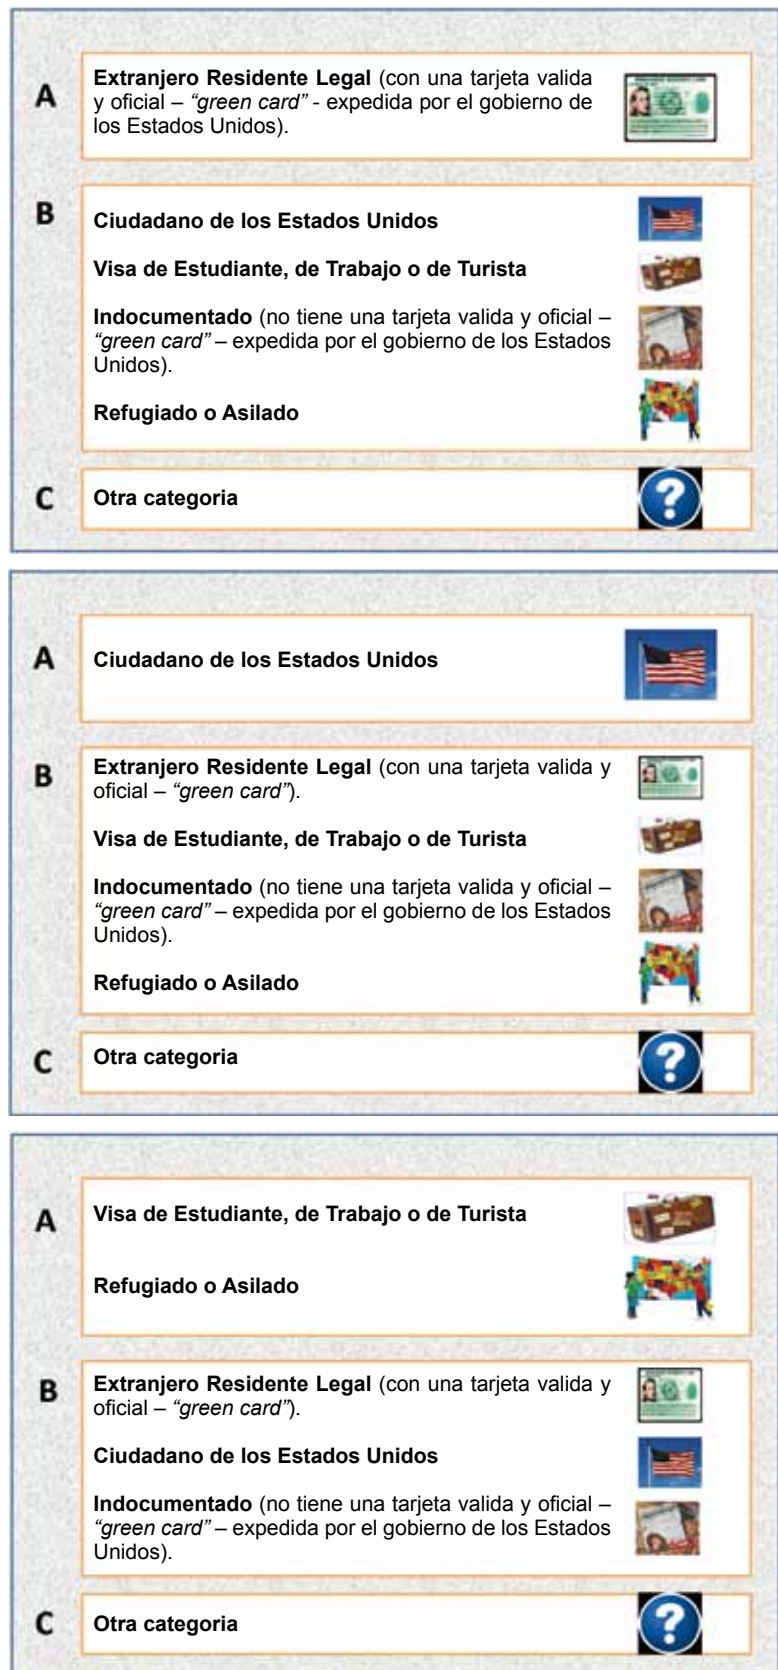 A
Extranjero Residente Legal (con una tarjeta valida
y oficial – “green card” - expedida por el gobierno de
los Estados Unidos).
B
Ciudadano de los Estados Unidos
Visa de Estudiante, de Trabajo o de Turista
Indocumentado (no tiene una tarjeta valida y oficial –
“green card” – expedida por el gobierno de los Estados
Unidos).
Refugiado o Asilado
C
Otra categoria
?
A
Ciudadano de los Estados Unidos
B
Extranjero Residente Legal (con una tarjeta valida y
oficial – “green card”).
Visa de Estudiante, de Trabajo o de Turista
Indocumentado (no tiene una tarjeta valida y oficial –
“green card” – expedida por el gobierno de los Estados
Unidos).
Refugiado o Asilado
C
Otra categoria
?
A
Visa de Estudiante, de Trabajo o de Turista
Refugiado o Asilado
B
Extranjero Residente Legal (con una tarjeta valida y
oficial – “green card”).
Ciudadano de los Estados Unidos
Indocumentado (no tiene una tarjeta valida y oficial –
“green card” – expedida por el gobierno de los Estados
Unidos).
C
Otra categoria
?